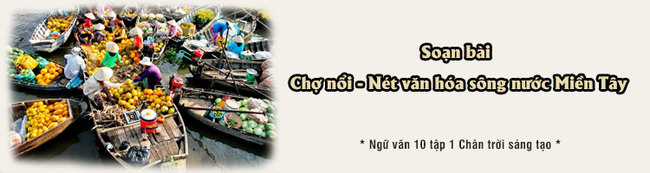 Soạn bài
Chợ nổi - Nét văn hóa sông nước Miền Tây
* Ngữ văn 10 tập 1 Chân trời sáng tạo *